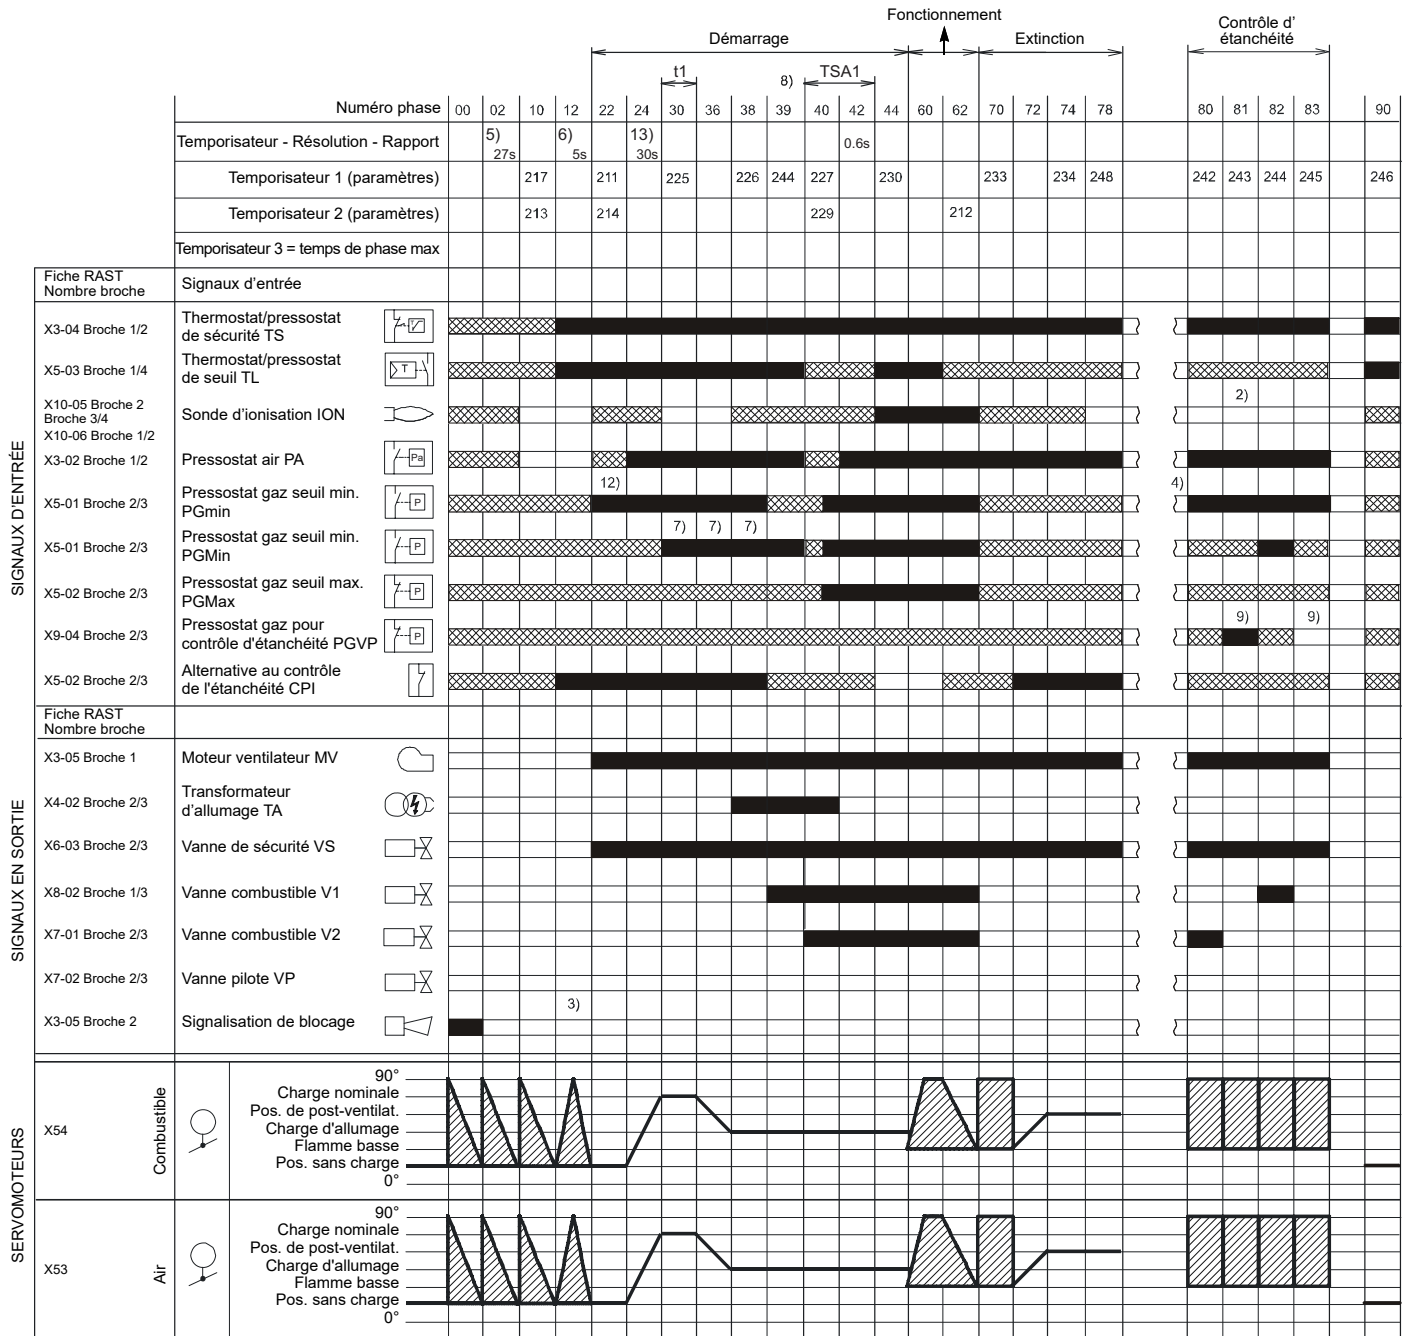 Fonctionnement
Démarrage
Extinction
Contrôle d'
étanchéité
t1
8)
TSA1
Numéro phase 00 02 10 12 22 24 30 36 38 39 40 42 44 60 62 70 72 74 78 80 81 82 83 90
Temporisateur - Résolution - Rapport 5) 27s 6) 5s 13) 30s 0.6s
Temporisateur 1 (paramètres) 217 211 225 226 244 227 230 233 234 248 242 243 244 245 246
Temporisateur 2 (paramètres) 213 214 229 212
Temporisateur 3 = temps de phase max
SIGNAUX D'ENTRÉE
Fiche RAST
Nombre broche
Signaux d'entrée
X3-04 Broche 1/2
Thermostat/pressostat
de sécurité TS
X5-03 Broche 1/4
Thermostat/pressostat
de seuil TL
T
2)
X10-05 Broche 2
Broche 3/4
X10-06 Broche 1/2
Sonde d'ionisation ION
X3-02 Broche 1/2
Pressostat air PA
Pa
12)
4)
X5-01 Broche 2/3
Pressostat gaz seuil min.
PGmin
P
7) 7) 7)
X5-01 Broche 2/3
Pressostat gaz seuil min.
PGMin
P
X5-02 Broche 2/3
Pressostat gaz seuil max.
PGMax
P
9) 9)
X9-04 Broche 2/3
Pressostat gaz pour
contrôle d'étanchéité PGVP
P
X5-02 Broche 2/3
Alternative au contrôle
de l'étanchéité CPI
SIGNAUX EN SORTIE
Fiche RAST
Nombre broche
X3-05 Broche 1
Moteur ventilateur MV
X4-02 Broche 2/3
Transformateur
d'allumage TA
X6-03 Broche 2/3
Vanne de sécurité VS
X8-02 Broche 1/3
Vanne combustible V1
X7-01 Broche 2/3
Vanne combustible V2
X7-02 Broche 2/3
Vanne pilote VP
3)
X3-05 Broche 2
Signalisation de blocage
SERVOMOTEURS
X54
Combustible
90°
Charge nominale
Pos. de post-ventilat.
Charge d'allumage
Flamme basse
Pos. sans charge
0°
X53
Air
90°
Charge nominale
Pos. de post-ventilat.
Charge d'allumage
Flamme basse
Pos. sans charge
0°